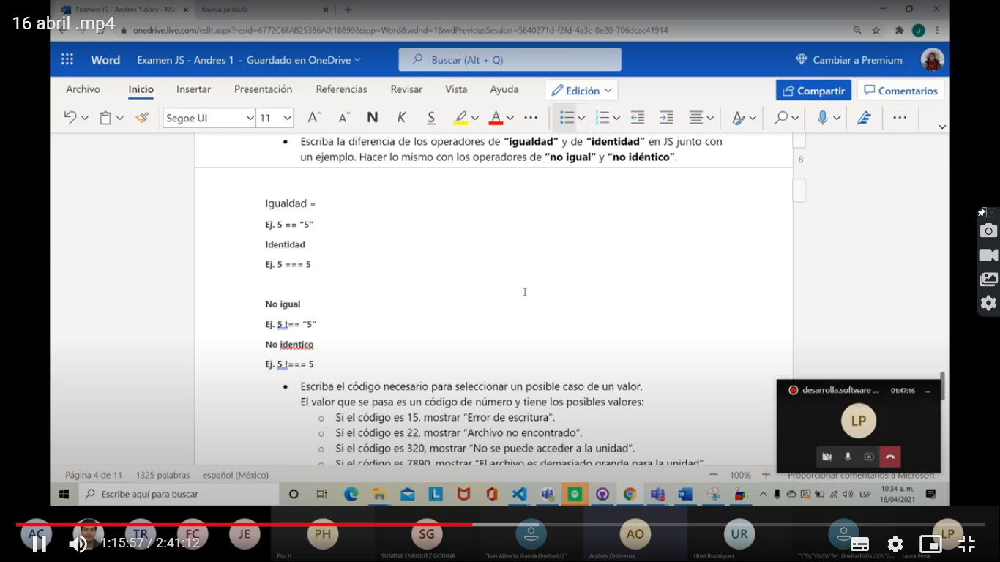 Examen JS - Andres 1.docx - Mic
Nueva pestaña
16 abril .mp4
onedrive.live.com/edit.aspx?resid=6772C6FAB25386A0!18899&app=Word&wdnd=1&wdPreviousSession=5640271d-f2fd-4a3c-8e20-706dcac41914
J
Word
Examen JS - Andres 1 - Guardado en OneDrive
Buscar (Alt + Q)
Cambiar a Premium
Archivo
Inicio
Insertar
Presentación
Referencias
Revisar
Vista
Ayuda
Edición
Compartir
Comentarios
Segoe UI
11
N K S
• Escriba la diferencia de los operadores de “igualdad” y de “identidad” en JS junto con
un ejemplo. Hacer lo mismo con los operadores de “no igual” y “no idéntico”.
8
Igualdad =
Ej. 5 == “5”
Identidad
Ej. 5 === 5
No igual
Ej. 5 !== “5”
No identico
Ej. 5 !=== 5
• Escriba el código necesario para seleccionar un posible caso de un valor.
El valor que se pasa es un código de número y tiene los posibles valores:
o Si el código es 15, mostrar “Error de escritura”.
o Si el código es 22, mostrar “Archivo no encontrado”.
o Si el código es 320, mostrar “No se puede acceder a la unidad”.
o Si el código es 7890, mostrar “El archivo es demasiado grande para la unidad”
desarrolla.software ...
01:47:16
LP
Página 4 de 11
1325 palabras
español (México)
100%
Proporcionar comentarios a Microsoft
Escribe aquí para buscar
ESP
10:34 a. m.
16/04/2021
AC
TR
FC
JE
PH
SG
AO
UR
LP
1:15:57 / 2:41:12
Psu H
SUSANA ENRIQUEZ GODINA
"Luis Alberto Garcia (Invitado)"
Andres Ontiveros
Uriel Rodriguez
Laura Pena